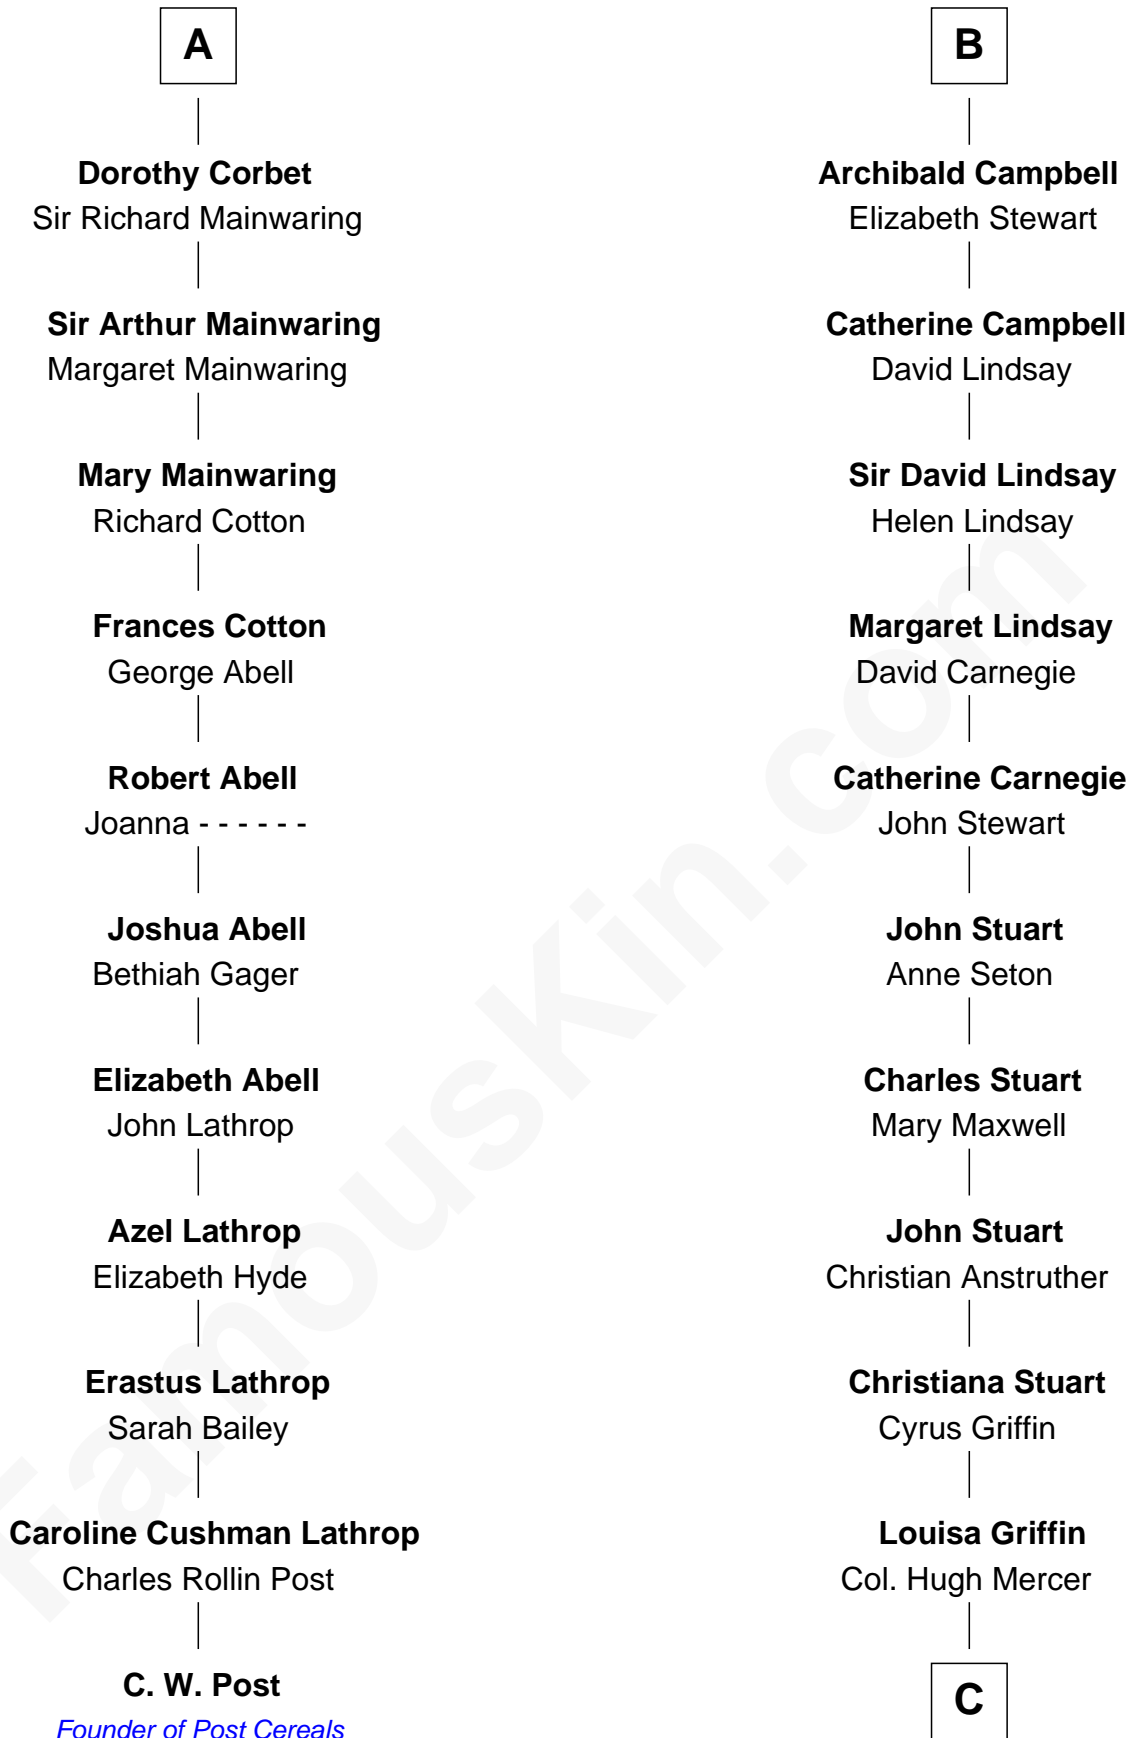 A
Dorothy Corbet
Sir Richard Mainwaring
Sir Arthur Mainwaring
Margaret Mainwaring
Mary Mainwaring
Richard Cotton
Frances Cotton
George Abell
Robert Abell
Joanna - - - - - -
Joshua Abell
Bethiah Gager
Elizabeth Abell
John Lathrop
Azel Lathrop
Elizabeth Hyde
Erastus Lathrop
Sarah Bailey
Caroline Cushman Lathrop
Charles Rollin Post
C. W. Post
Founder of Post Cereals
B
Archibald Campbell
Elizabeth Stewart
Catherine Campbell
David Lindsay
Sir David Lindsay
Helen Lindsay
Margaret Lindsay
David Carnegie
Catherine Carnegie
John Stewart
John Stuart
Anne Seton
Charles Stuart
Mary Maxwell
John Stuart
Christian Anstruther
Christiana Stuart
Cyrus Griffin
Louisa Griffin
Col. Hugh Mercer
C
FamousKin.com